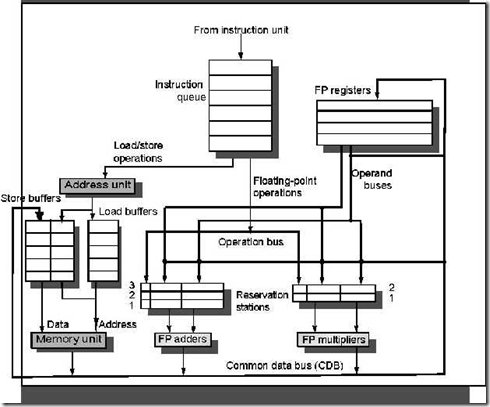 From instruction unit
Instruction
queue
FP registers
Load/store
operations
Address unit
Floating-point
operations
Operand
buses
Store buffers
Load buffers
Operation bus
3
2
1
Reservation
stations
2
1
Data
Address
Memory unit
FP adders
FP multipliers
Common data bus (CDB)